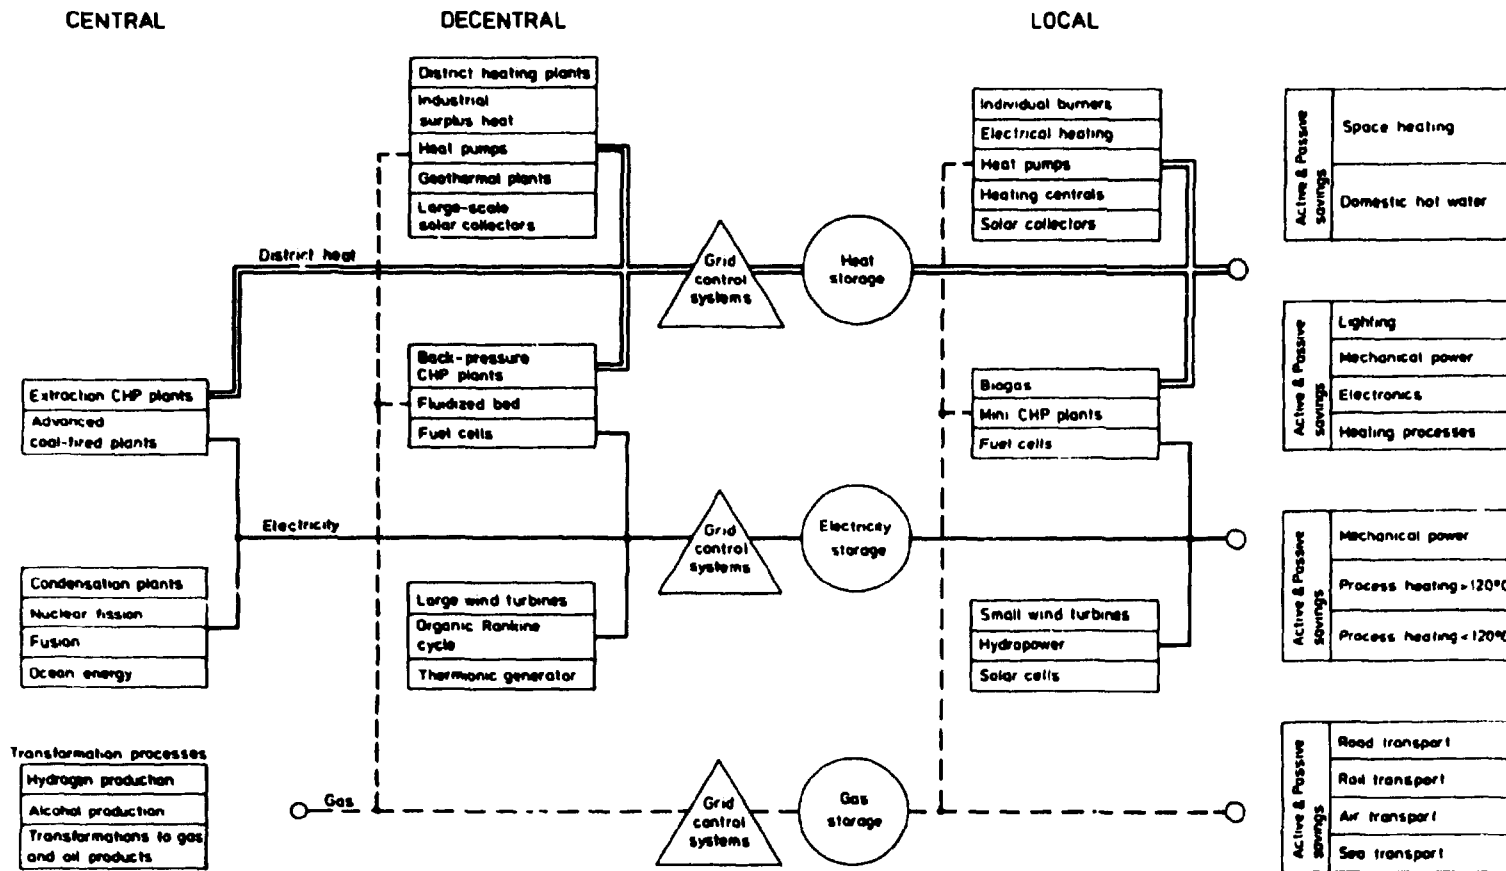 CENTRAL
DECENTRAL
LOCAL
District heating plants
Industrial
surplus heat
Heat pumps
Geothermal plants
Large-scale
solar collectors
Individual burners
Electrical heating
Heat pumps
Heating centrals
Solar collectors
Active & Passive
savings
Space heating
Domestic hot water
District heat
Grid
control
systems
Heat
storage
Extraction CHP plants
Advanced
coal-fired plants
Back-pressure
CHP plants
Fluidized bed
Fuel cells
Biogas
Mini CHP plants
Fuel cells
Active & Passive
savings
Lighting
Mechanical power
Electronics
Heating processes
Electricity
Grid
control
systems
Electricity
storage
Condensation plants
Nuclear fission
Fusion
Ocean energy
Large wind turbines
Organic Rankine
cycle
Thermionic generator
Small wind turbines
Hydropower
Solar cells
Active & Passive
savings
Mechanical power
Process heating > 120°C
Process heating < 120°C
Transformation processes
Hydrogen production
Alcohol production
Transformations to gas
and oil products
Gas
Grid
control
systems
Gas
storage
Active & Passive
savings
Road transport
Rail transport
Air transport
Sea transport